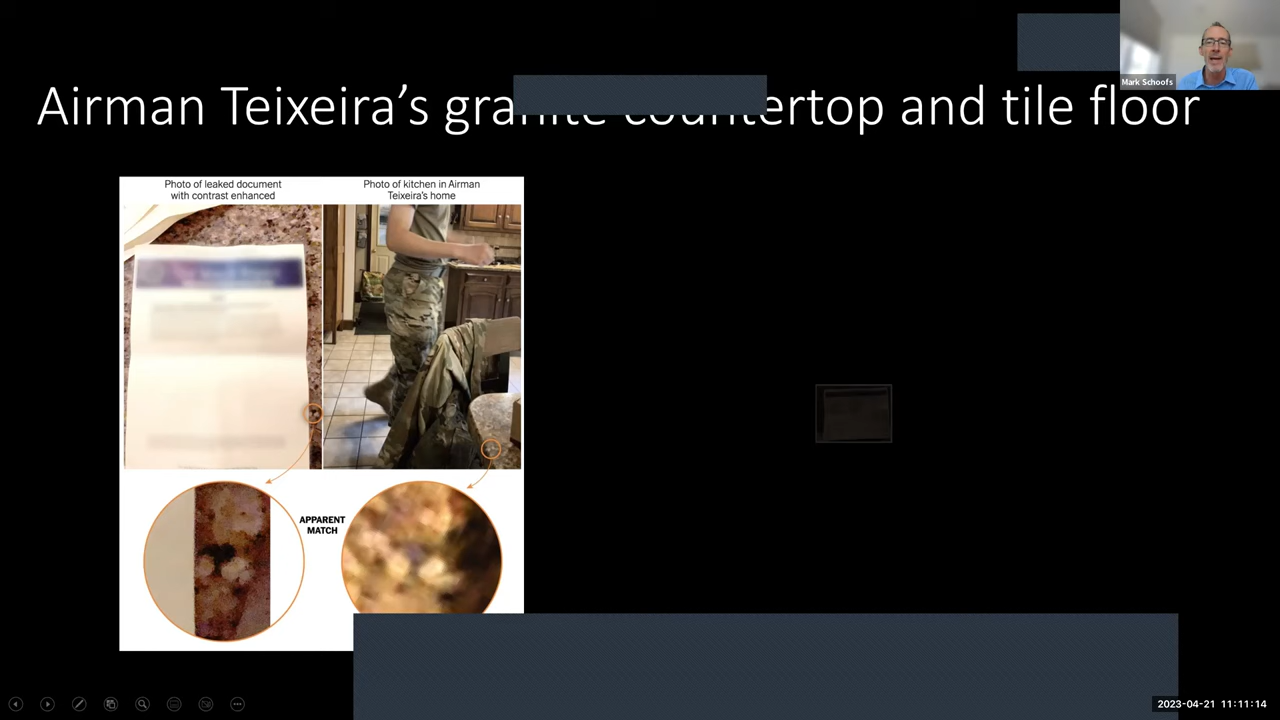 Mark Schoofs
Airman Teixeira's granite countertop and tile floor
Photo of leaked document
with contrast enhanced
Photo of kitchen in Airman
Teixeira's home
APPARENT
MATCH
2023-04-21 11:11:14